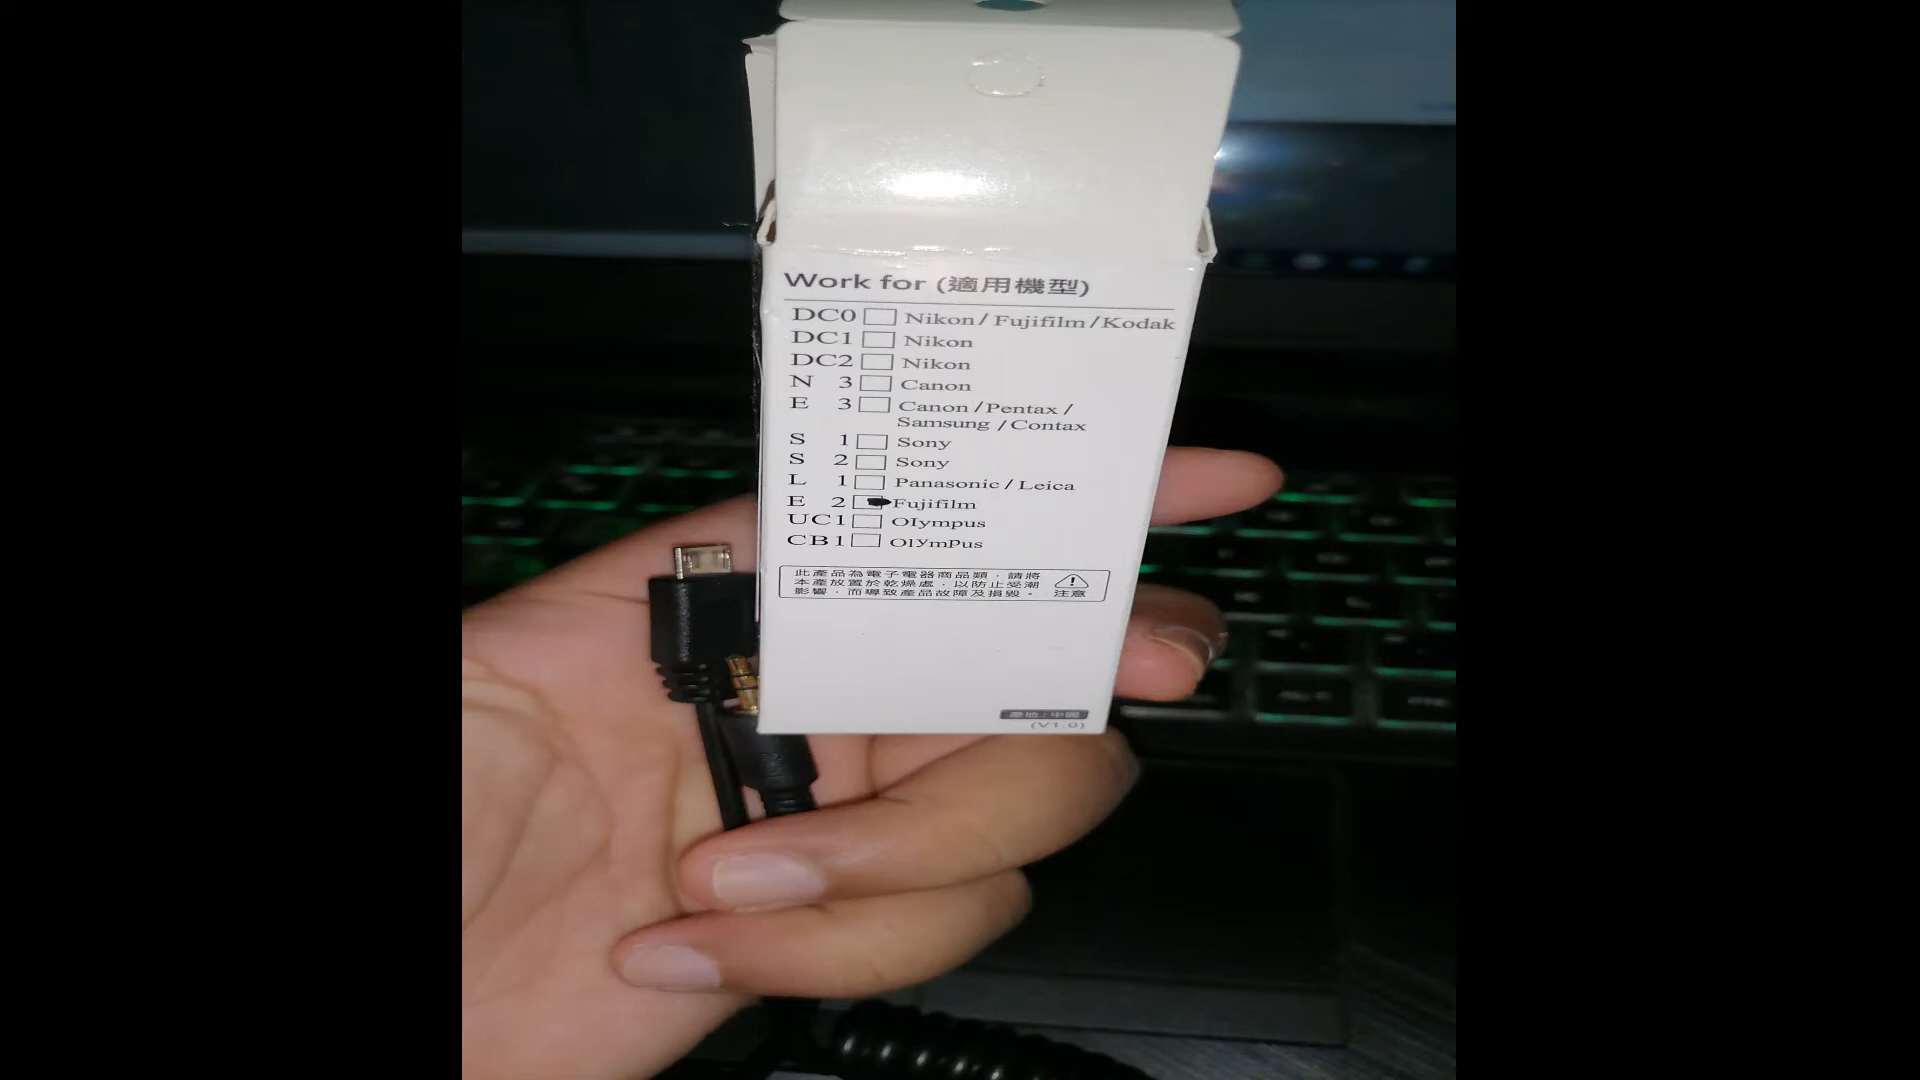 Work for (適用機型)
DC0 Nikon / Fujifilm / Kodak
DC1 Nikon
DC2 Nikon
N 3 Canon
E 3 Canon / Pentax /
Samsung / Contax
S 1 Sony
S 2 Sony
L 1 Panasonic / Leica
E 2 Fujifilm
UC1 Olympus
CB1 Olympus
此產品為電子電器商品類，請將
本產放置於乾燥處，以防止受潮
影響，而導致產品故障及損毀。 注意
產地：中國
(V1.0)